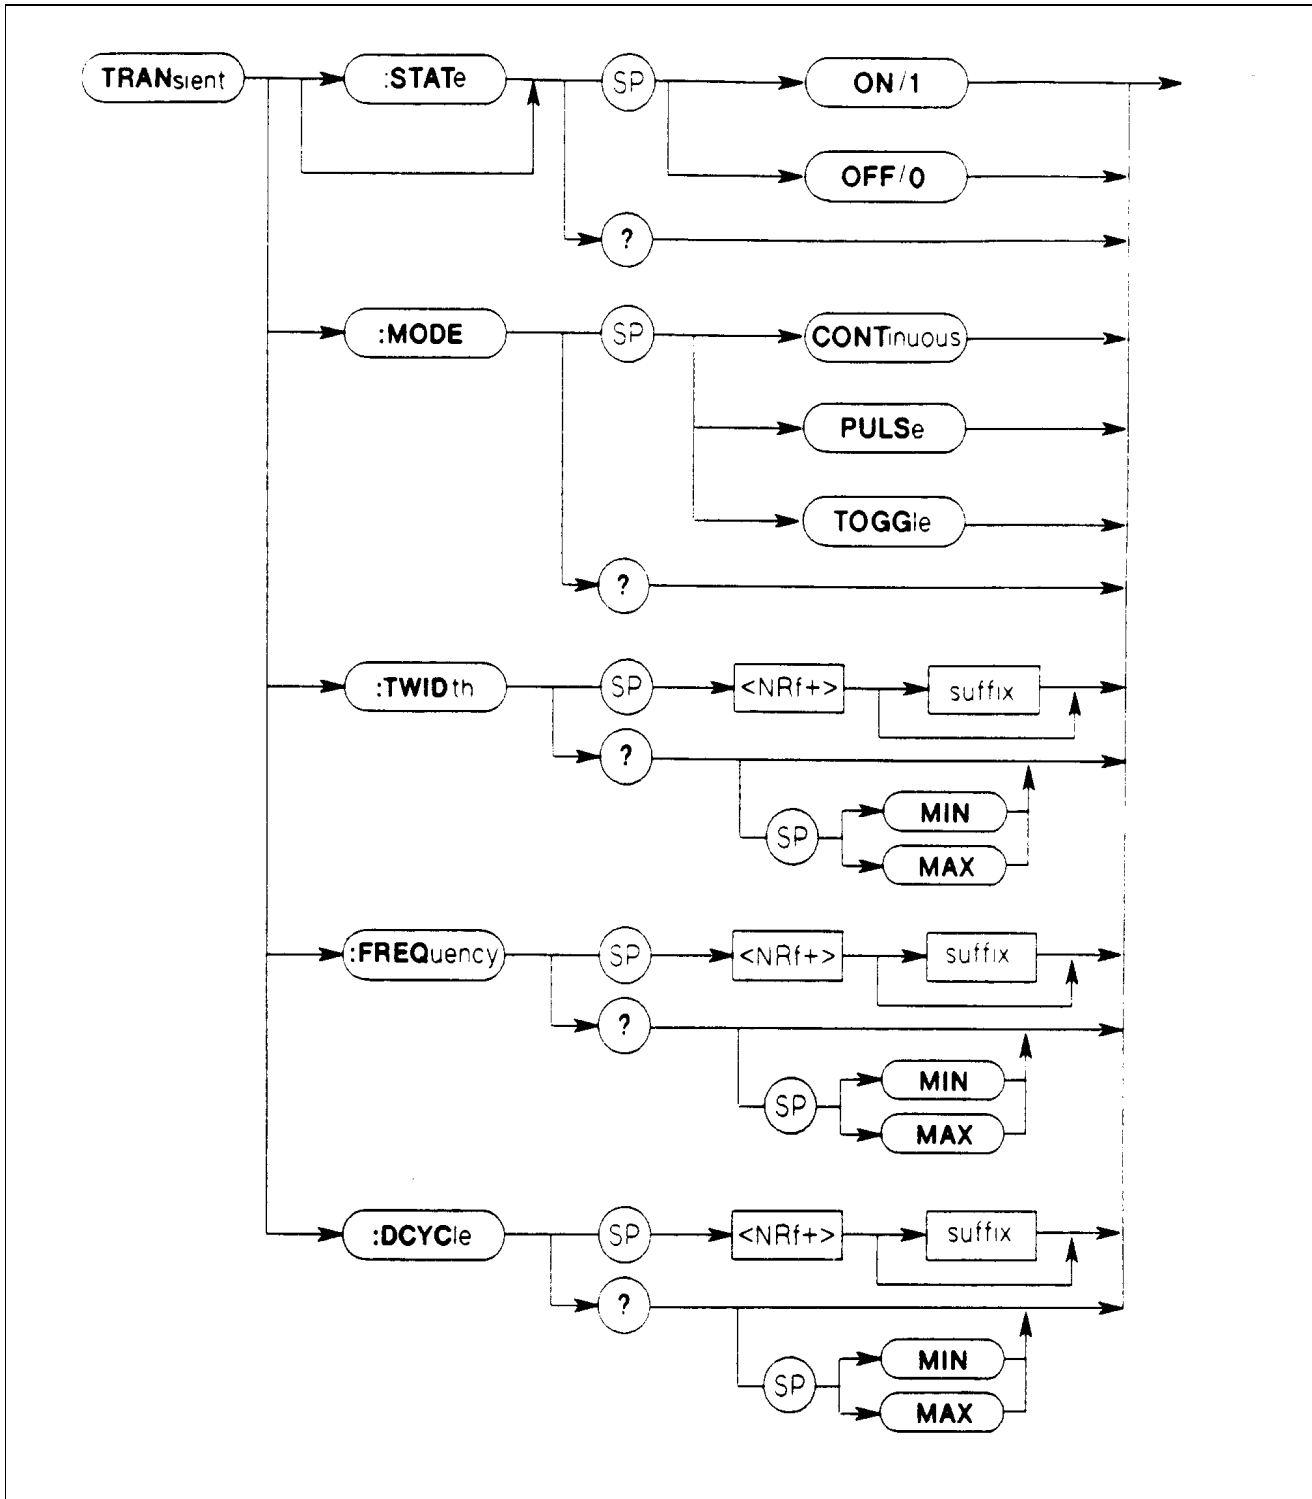 TRANsient :STATe SP ON/1
OFF/0
?
:MODE SP CONTinuous
PULSe
TOGGle
?
:TWIDth SP <NRf+> suffix
?
SP MIN
MAX
:FREQuency SP <NRf+> suffix
?
SP MIN
MAX
:DCYCle SP <NRf+> suffix
?
SP MIN
MAX